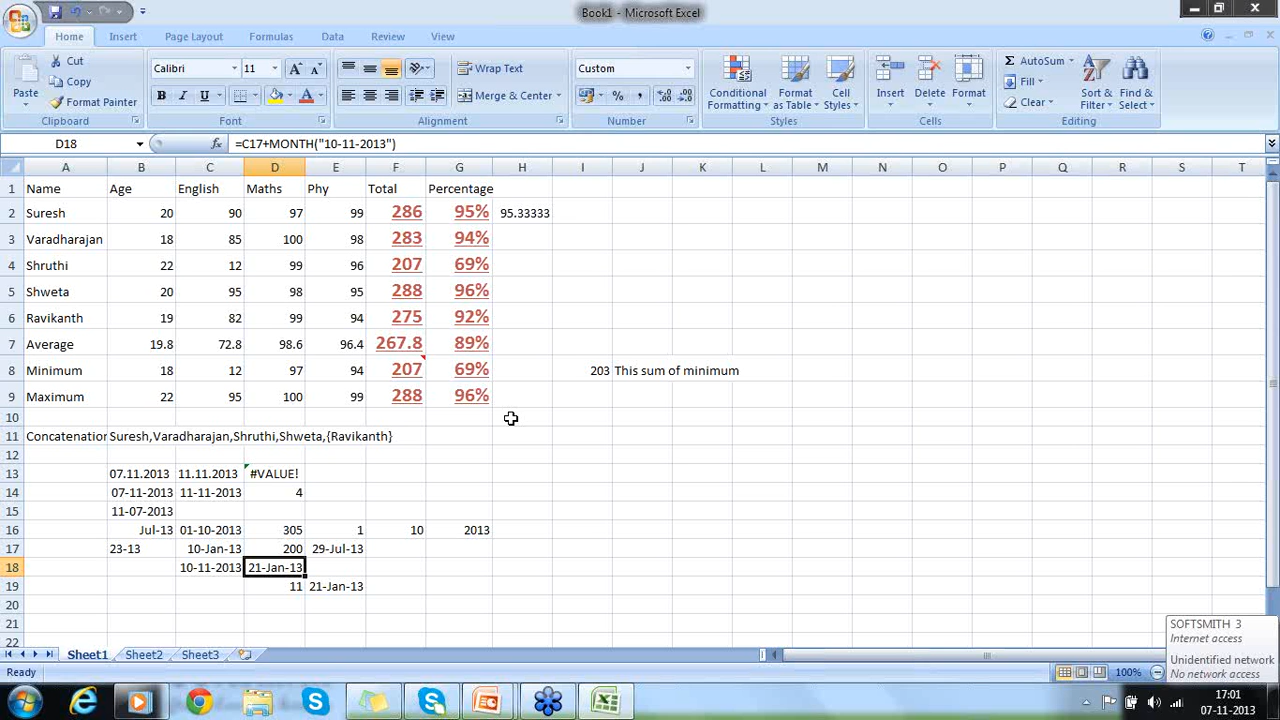 Book1 - Microsoft Excel
Home Insert Page Layout Formulas Data Review View
Paste Cut Copy Format Painter
Clipboard
Calibri 11 A A
B I U A
Font
Wrap Text
Merge & Center
Alignment
Custom
% ,
Number
Conditional Formatting Format as Table Cell Styles
Styles
Insert Delete Format
Cells
Σ AutoSum Fill Clear Sort & Filter Find & Select
Editing
D18 fx =C17+MONTH("10-11-2013")
A B C D E F G H I J K L M N O P Q R S T
1 Name Age English Maths Phy Total Percentage
2 Suresh 20 90 97 99 286 95% 95.33333
3 Varadharajan 18 85 100 98 283 94%
4 Shruthi 22 12 99 96 207 69%
5 Shweta 20 95 98 95 288 96%
6 Ravikanth 19 82 99 94 275 92%
7 Average 19.8 72.8 98.6 96.4 267.8 89%
8 Minimum 18 12 97 94 207 69% 203 This sum of minimum
9 Maximum 22 95 100 99 288 96%
10
11 Concatenation Suresh,Varadharajan,Shruthi,Shweta,{Ravikanth}
12
13 07.11.2013 11.11.2013 #VALUE!
14 07-11-2013 11-11-2013 4
15 11-07-2013
16 Jul-13 01-10-2013 305 1 10 2013
17 23-13 10-Jan-13 200 29-Jul-13
18 10-11-2013 21-Jan-13
19 11 21-Jan-13
20
21
22
SOFTSMITH 3
Internet access
Unidentified network
No network access
Sheet1 Sheet2 Sheet3
Ready 100%
17:01
07-11-2013